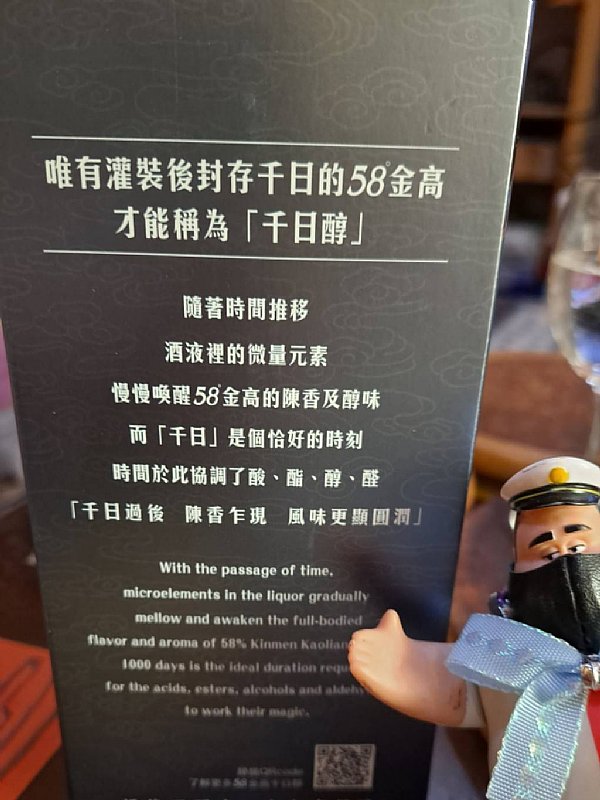 唯有灌裝後封存千日的58°金高
才能稱為「千日醇」
隨著時間推移
酒液裡的微量元素
慢慢喚醒58°金高的陳香及醇味
而「千日」是個恰好的時刻
時間於此協調了酸、酯、醇、醛
「千日過後 陳香乍現 風味更顯圓潤」
With the passage of time,
microelements in the liquor gradually
mellow and awaken the full-bodied
flavor and aroma of 58% Kinmen
1000 days is the ideal duration
for the acids, esters, alcohols and
to work their magic.
QRcode